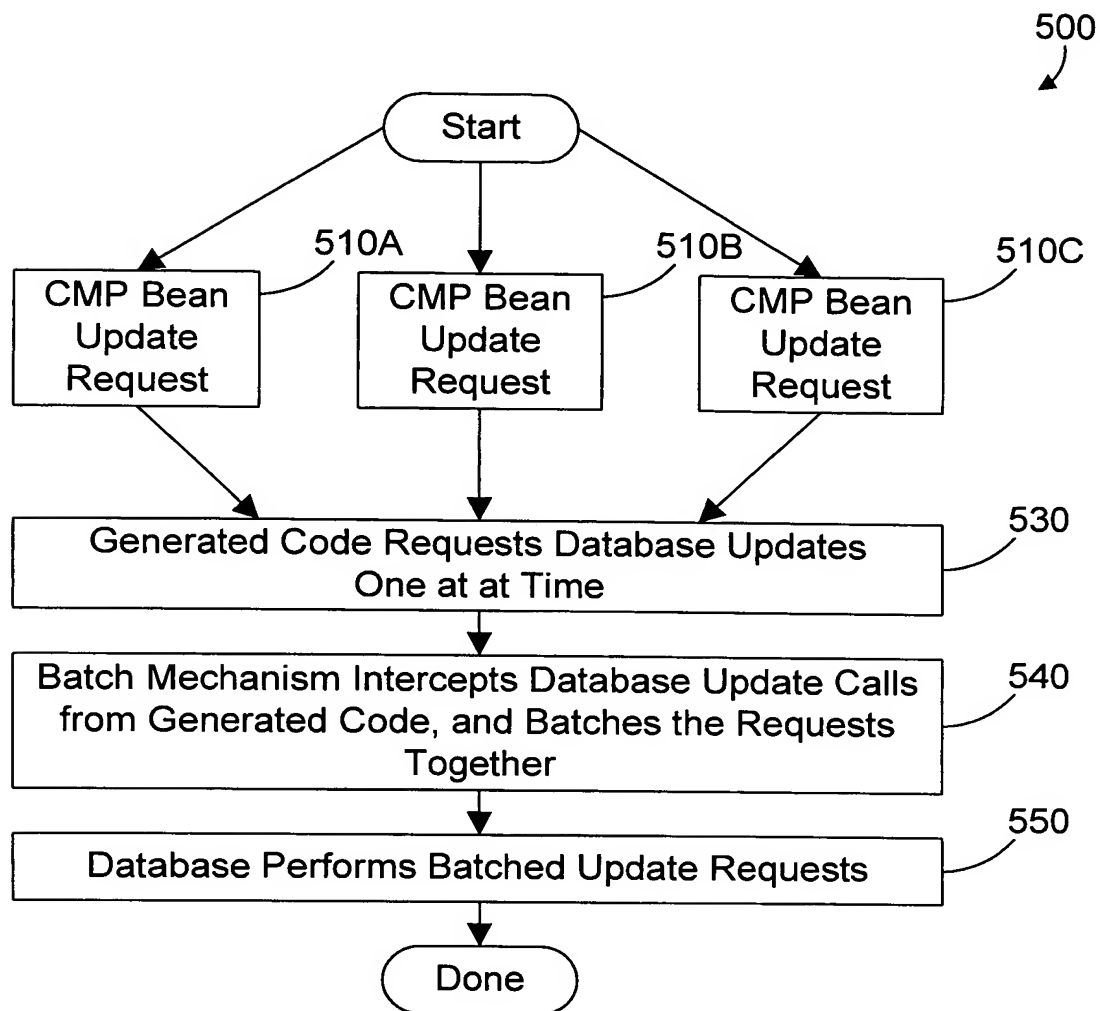 500
Start
510A
510B
510C
CMP Bean
Update
Request
CMP Bean
Update
Request
CMP Bean
Update
Request
530
Generated Code Requests Database Updates
One at at Time
540
Batch Mechanism Intercepts Database Update Calls
from Generated Code, and Batches the Requests
Together
550
Database Performs Batched Update Requests
Done